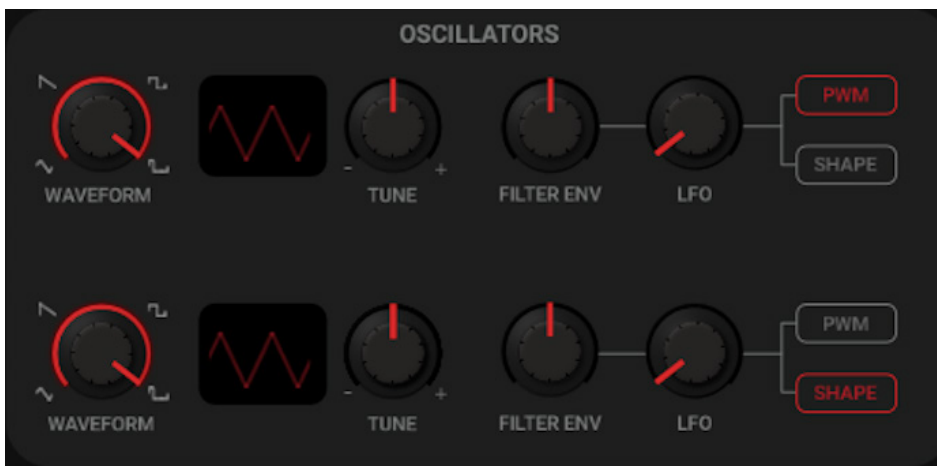 OSCILLATORS
PWM
SHAPE
- +
WAVEFORM TUNE FILTER ENV LFO
PWM
SHAPE
- +
WAVEFORM TUNE FILTER ENV LFO